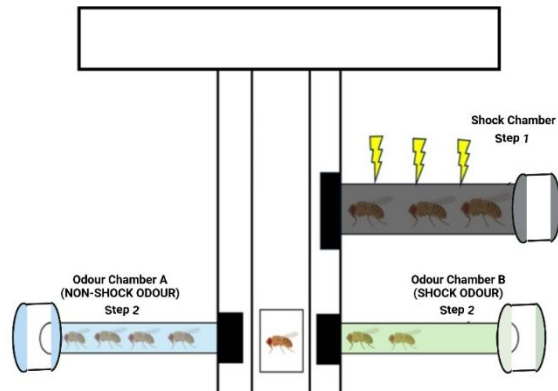 Shock Chamber
Step 1
Odour Chamber A
(NON-SHOCK ODOUR)
Step 2
Odour Chamber B
(SHOCK ODOUR)
Step 2